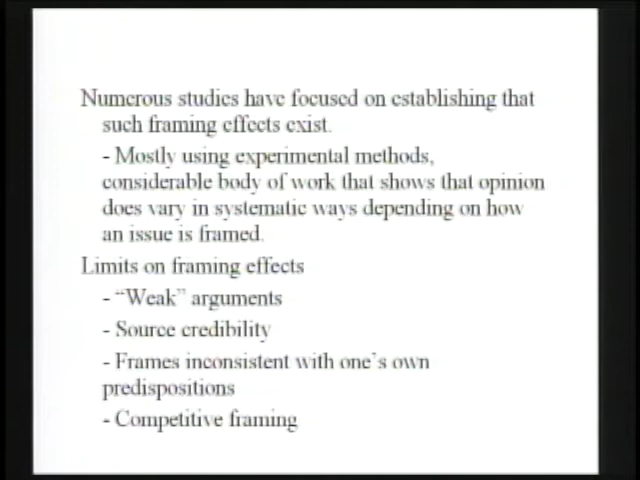 Numerous studies have focused on establishing that
such framing effects exist.
- Mostly using experimental methods,
considerable body of work that shows that opinion
does vary in systematic ways depending on how
an issue is framed.
Limits on framing effects
- “Weak” arguments
- Source credibility
- Frames inconsistent with one’s own
predispositions
- Competitive framing